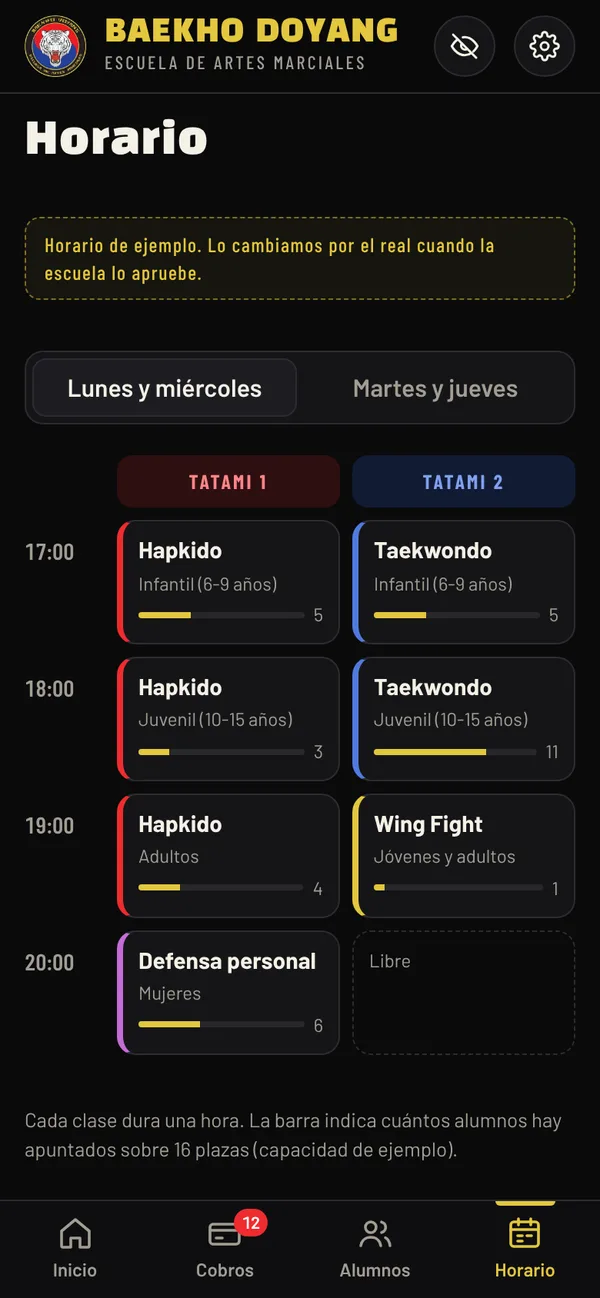 BAEKHO DOYANG
ESCUELA DE ARTES MARCIALES
Horario
Horario de ejemplo. Lo cambiamos por el real cuando la
escuela lo apruebe.
Lunes y miércoles
Martes y jueves
TATAMI 1
TATAMI 2
17:00
Hapkido
Infantil (6-9 años)
5
Taekwondo
Infantil (6-9 años)
5
18:00
Hapkido
Juvenil (10-15 años)
3
Taekwondo
Juvenil (10-15 años)
11
19:00
Hapkido
Adultos
4
Wing Fight
Jóvenes y adultos
1
20:00
Defensa personal
Mujeres
6
Libre
Cada clase dura una hora. La barra indica cuántos alumnos hay
apuntados sobre 16 plazas (capacidad de ejemplo).
Inicio
12
Cobros
Alumnos
Horario